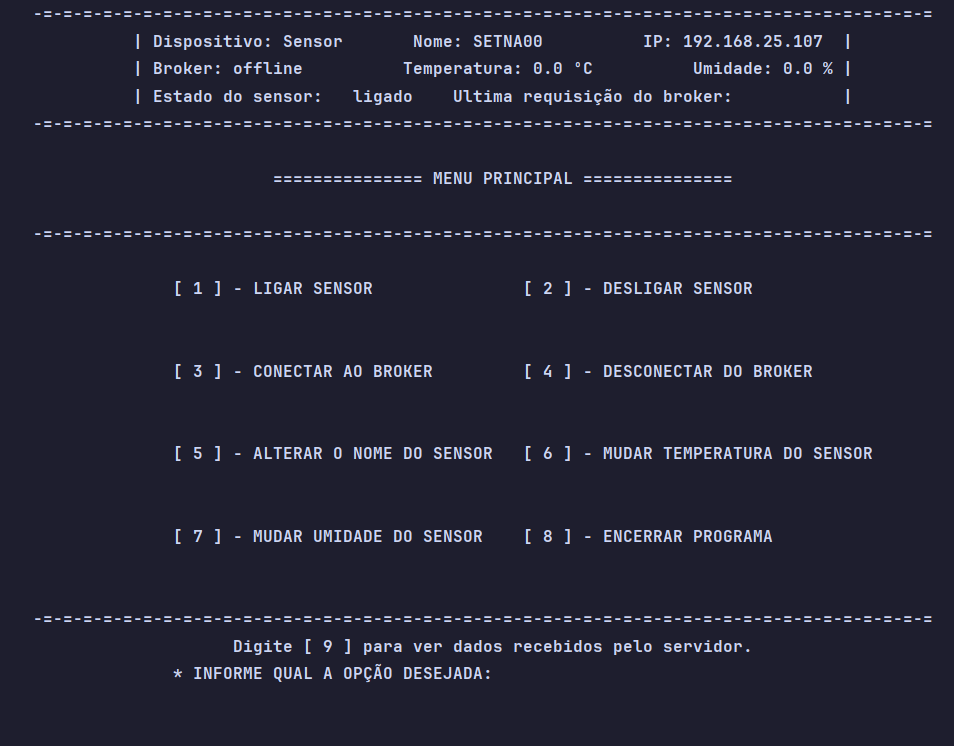 -=-=-=-=-=-=-=-=-=-=-=-=-=-=-=-=-=-=-=-=-=-=-=-=-=-=-=-=-=-=-=-=-=-=-=-=-=-=-=-=-=-=-=-=-=
| Dispositivo: Sensor       Nome: SETNA00          IP: 192.168.25.107  |
| Broker: offline          Temperatura: 0.0 °C          Umidade: 0.0 % |
| Estado do sensor:   ligado    Ultima requisição do broker:           |
-=-=-=-=-=-=-=-=-=-=-=-=-=-=-=-=-=-=-=-=-=-=-=-=-=-=-=-=-=-=-=-=-=-=-=-=-=-=-=-=-=-=-=-=-=
=============== MENU PRINCIPAL ===============
-=-=-=-=-=-=-=-=-=-=-=-=-=-=-=-=-=-=-=-=-=-=-=-=-=-=-=-=-=-=-=-=-=-=-=-=-=-=-=-=-=-=-=-=-=
[ 1 ] - LIGAR SENSOR               [ 2 ] - DESLIGAR SENSOR
[ 3 ] - CONECTAR AO BROKER         [ 4 ] - DESCONECTAR DO BROKER
[ 5 ] - ALTERAR O NOME DO SENSOR   [ 6 ] - MUDAR TEMPERATURA DO SENSOR
[ 7 ] - MUDAR UMIDADE DO SENSOR    [ 8 ] - ENCERRAR PROGRAMA
-=-=-=-=-=-=-=-=-=-=-=-=-=-=-=-=-=-=-=-=-=-=-=-=-=-=-=-=-=-=-=-=-=-=-=-=-=-=-=-=-=-=-=-=-=
Digite [ 9 ] para ver dados recebidos pelo servidor.
* INFORME QUAL A OPÇÃO DESEJADA: